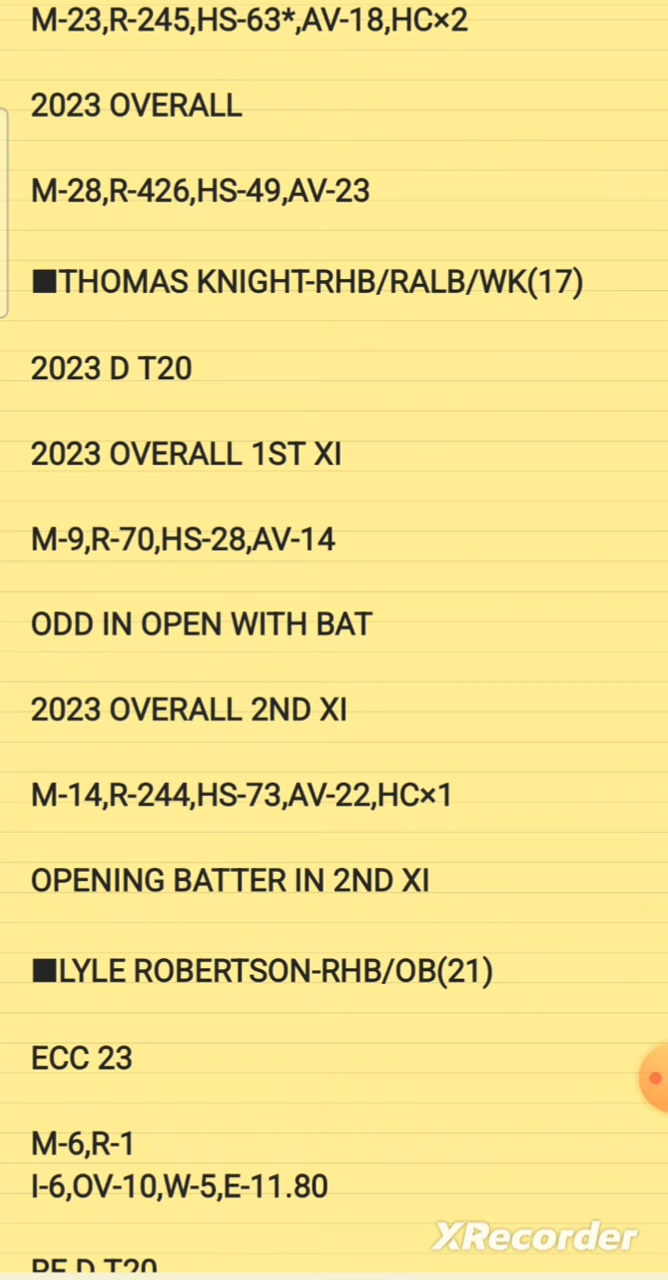 M-23,R-245,HS-63*,AV-18,HC×2
2023 OVERALL
M-28,R-426,HS-49,AV-23
■THOMAS KNIGHT-RHB/RALB/WK(17)
2023 D T20
2023 OVERALL 1ST XI
M-9,R-70,HS-28,AV-14
ODD IN OPEN WITH BAT
2023 OVERALL 2ND XI
M-14,R-244,HS-73,AV-22,HC×1
OPENING BATTER IN 2ND XI
■LYLE ROBERTSON-RHB/OB(21)
ECC 23
M-6,R-1
I-6,OV-10,W-5,E-11.80
XRecorder
D T20